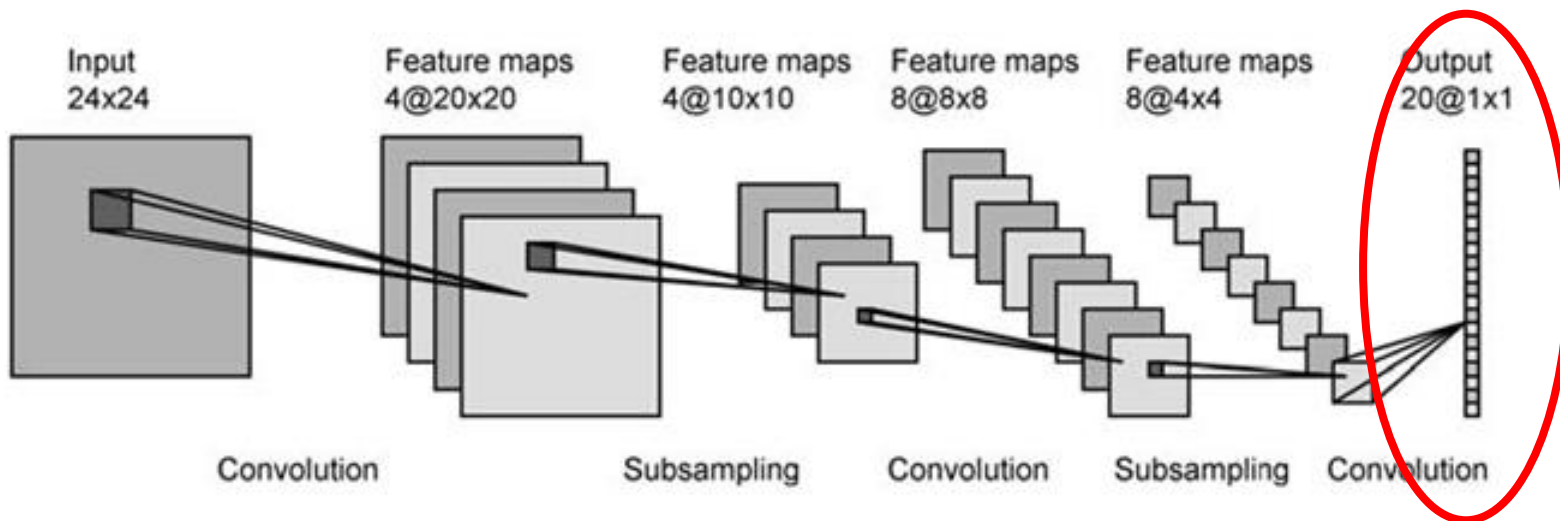 Input
24x24
Feature maps
4@20x20
Feature maps
4@10x10
Feature maps
8@8x8
Feature maps
8@4x4
Output
20@1x1
Convolution
Subsampling
Convolution
Subsampling
Convolution